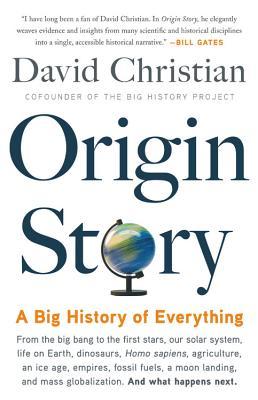 "I have long been a fan of David Christian. In Origin Story, he elegantly
weaves evidence and insights from many scientific and historical disciplines
into a single, accessible historical narrative." —BILL GATES
David Christian
COFOUNDER OF THE BIG HISTORY PROJECT
Origin
Story
A Big History of Everything
From the big bang to the first stars, our solar system,
life on Earth, dinosaurs, Homo sapiens, agriculture,
an ice age, empires, fossil fuels, a moon landing,
and mass globalization. And what happens next.